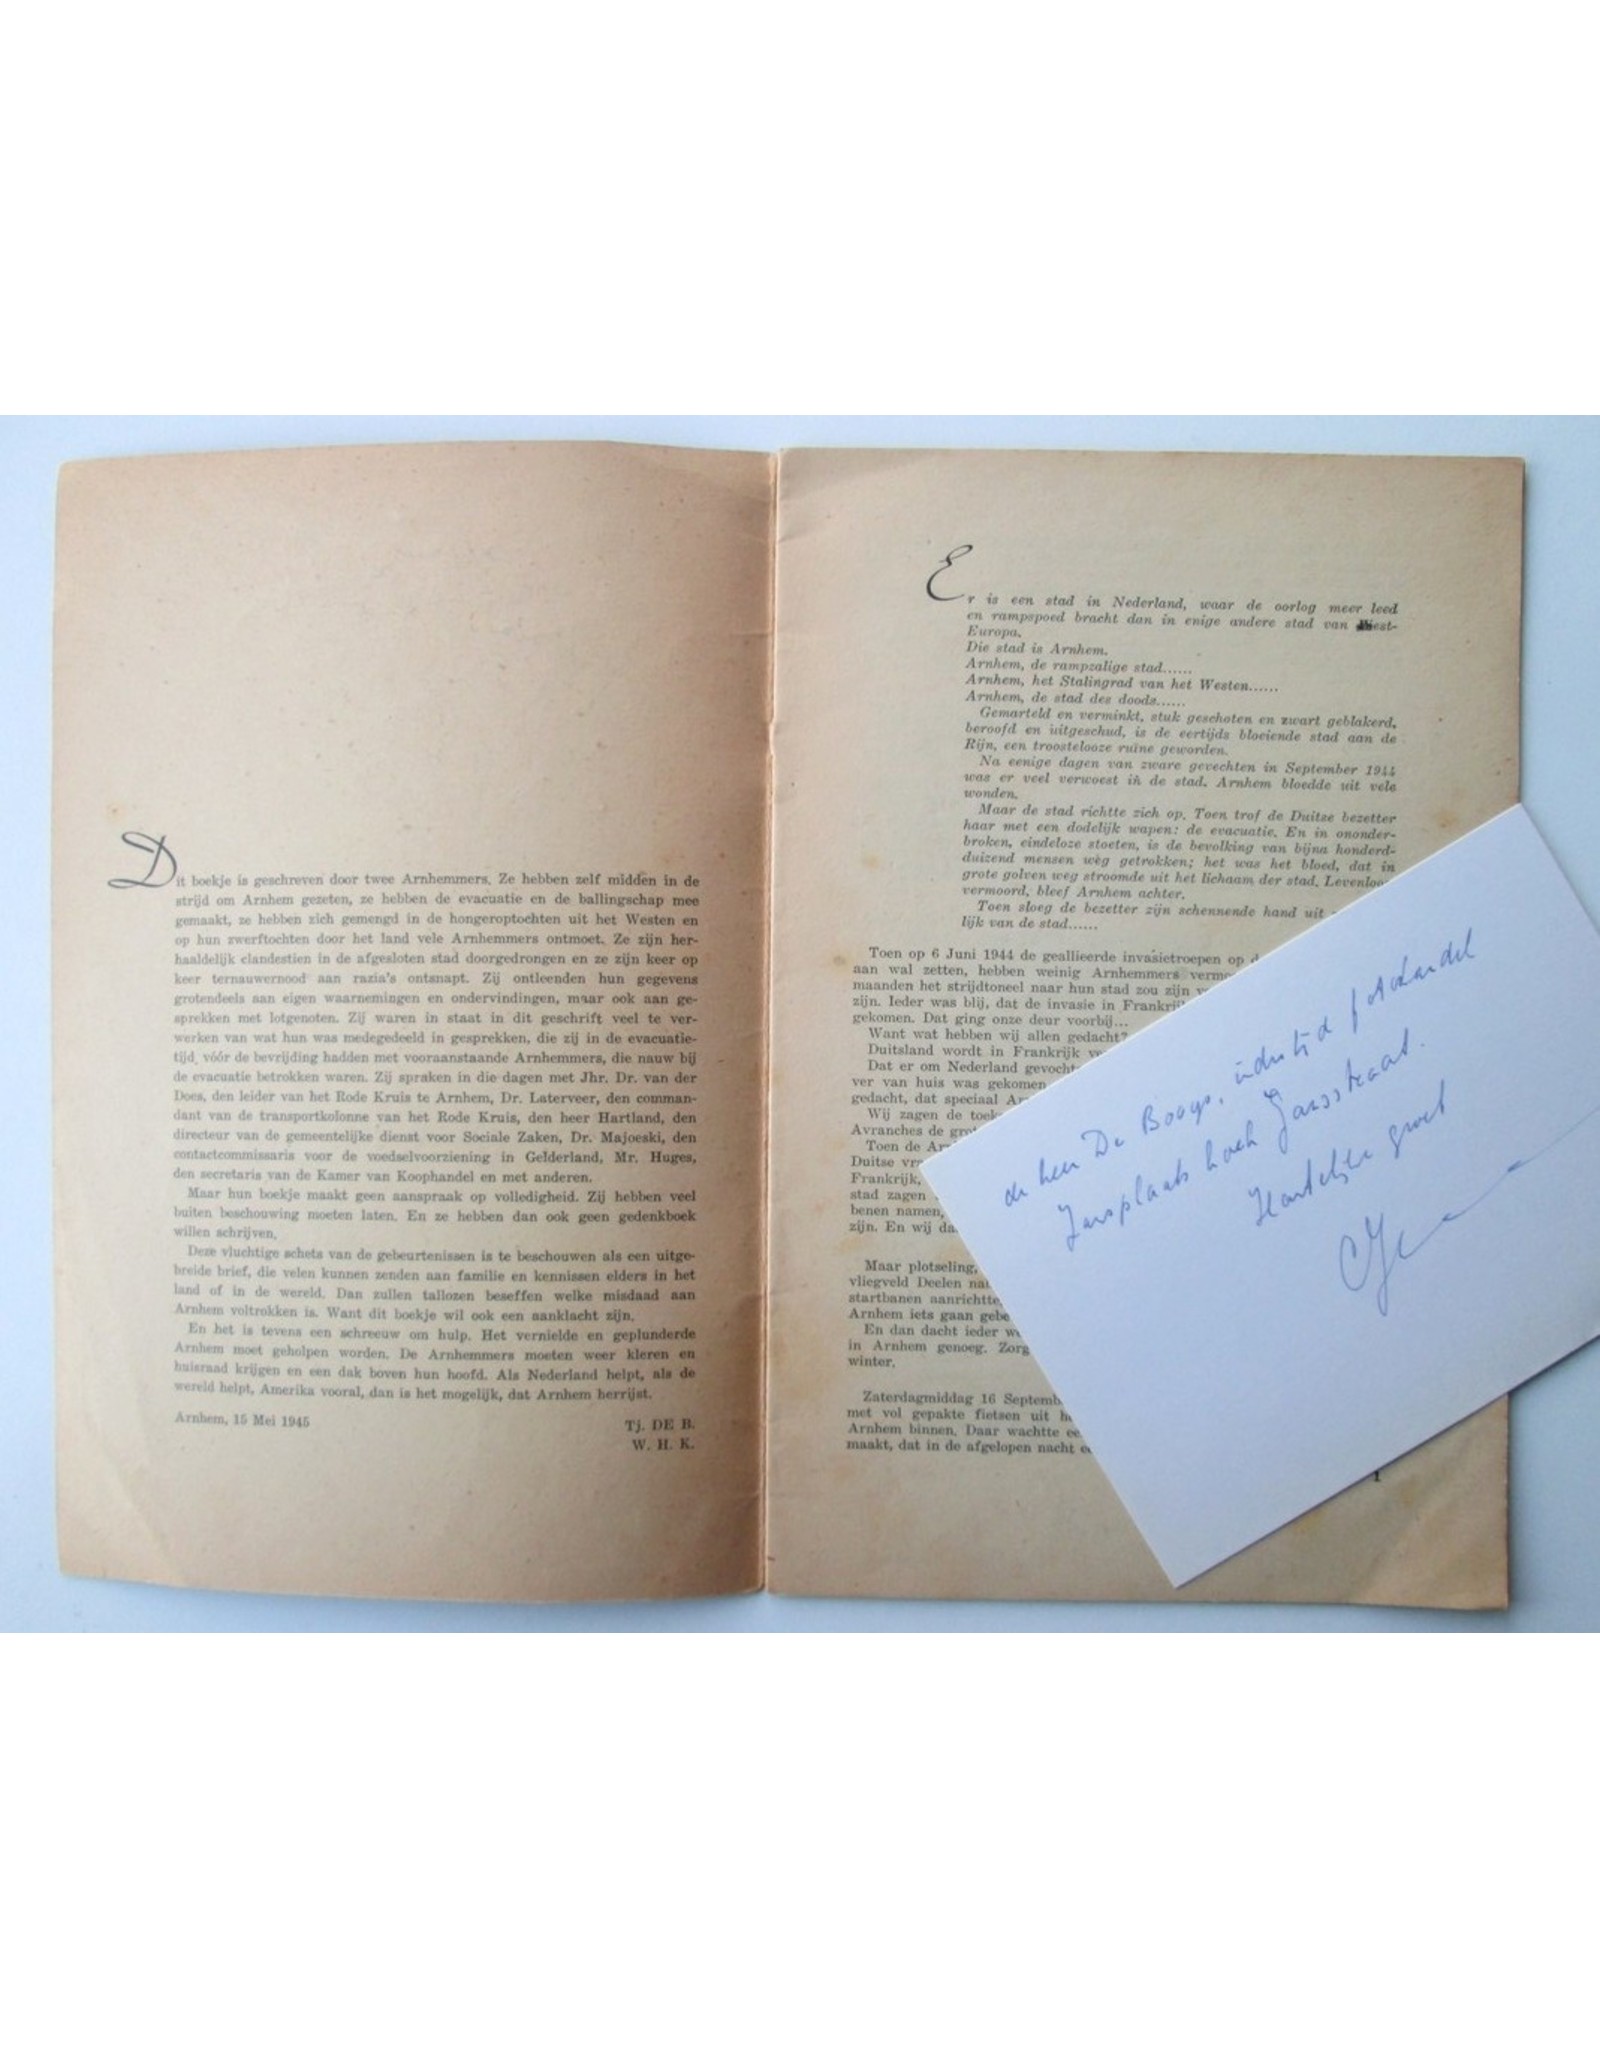 Dit boekje is geschreven door twee Arnhemmers. Ze hebben zelf midden in de
strijd om Arnhem gezeten, ze hebben de evacuatie en de ballingschap mee
gemaakt, ze hebben zich gemengd in de hongeroptochten uit het Westen en
op hun zwerftochten door het land vele Arnhemmers ontmoet. Ze zijn her-
haaldelijk clandestien in de afgesloten stad doorgedrongen en ze zijn keer op
keer ternauwernood aan razia's ontsnapt. Zij ontleenden hun gegevens
grotendeels aan eigen waarnemingen en ondervindingen, maar ook aan ge-
sprekken met lotgenoten. Zij waren in staat in dit geschrift veel te ver-
werken van wat hun was medegedeeld in gesprekken, die zij in de evacuatie-
tijd vóór de bevrijding hadden met vooraanstaande Arnhemmers, die nauw bij
de evacuatie betrokken waren. Zij spraken in die dagen met Jhr. Dr. van der
Does, den leider van het Rode Kruis te Arnhem, Dr. Laterveer, den comman-
dant van de transportkolonne van het Rode Kruis, den heer Hartland, den
directeur van de gemeentelijke dienst voor Sociale Zaken, Dr. Majoeski, den
contactcommissaris voor de voedselvoorziening in Gelderland, Mr. Huges,
den secretaris van de Kamer van Koophandel en met anderen.
Maar hun boekje maakt geen aanspraak op volledigheid. Zij hebben veel
buiten beschouwing moeten laten. En ze hebben dan ook geen gedenkboek
willen schrijven.
Deze vluchtige schets van de gebeurtenissen is te beschouwen als een uitge-
breide brief, die velen kunnen zenden aan familie en kennissen elders in het
land of in de wereld. Dan zullen tallozen beseffen welke misdaad aan
Arnhem voltrokken is. Want dit boekje wil ook een aanklacht zijn.
En het is tevens een schreeuw om hulp. Het vernielde en geplunderde
Arnhem moet geholpen worden. De Arnhemmers moeten weer kleren en
huisraad krijgen en een dak boven hun hoofd. Als Nederland helpt, als de
wereld helpt, Amerika vooral, dan is het mogelijk, dat Arnhem herrijst.
Arnhem, 15 Mei 1945
Tj. DE B.
W. H. K.
Er is een stad in Nederland, waar de oorlog meer leed
en rampspoed bracht dan in enige andere stad van West-
Europa.
Die stad is Arnhem.
Arnhem, de rampzalige stad......
Arnhem, het Stalingrad van het Westen......
Arnhem, de stad des doods......
Gemarteld en verminkt, stuk geschoten en zwart geblakerd,
beroofd en uitgeschud, is de eertijds bloeiende stad aan de
Rijn, een troostelooze ruïne geworden.
Na eenige dagen van zware gevechten in September 1944
was er veel verwoest in de stad. Arnhem bloedde uit vele
wonden.
Maar de stad richtte zich op. Toen trof de Duitse bezetter
haar met een dodelijk wapen: de evacuatie. En in ononder-
broken, eindeloze stoeten, is de bevolking van bijna honderd-
duizend mensen wèg getrokken; het was het bloed, dat in
grote golven weg stroomde uit het lichaam der stad. Levenloos,
vermoord, bleef Arnhem achter.
Toen sloeg de bezetter zijn schennende hand uit
lijk van de stad......
Toen op 6 Juni 1944 de geallieerde invasietroepen op d
aan wal zetten, hebben weinig Arnhemmers vermo
maanden het strijdtoneel naar hun stad zou zijn v
zijn. Ieder was blij, dat de invasie in Frankrij
gekomen. Dat ging onze deur voorbij...
Want wat hebben wij allen gedacht?
Duitsland wordt in Frankrijk ve
Dat er om Nederland gevocht
ver van huis was gekomen
gedacht, dat speciaal Ar
Wij zagen de toek
Avranches de gro
Toen de Ar
Duitse vr
Frankrijk,
stad zagen
benen namen,
zijn. En wij da
Maar plotseling,
vliegveld Deelen na
startbanen aanrichtte,
Arnhem iets gaan gebe
En dan dacht ieder we
in Arnhem genoeg. Zorg
winter.
Zaterdagmiddag 16 Septemb
met vol gepakte fietsen uit h
Arnhem binnen. Daar wachtte ee
maakt, dat in de afgelopen nacht e
1
de heer De Booys,
Jansplaats hoek Jansstraat.
Hartelijke groet